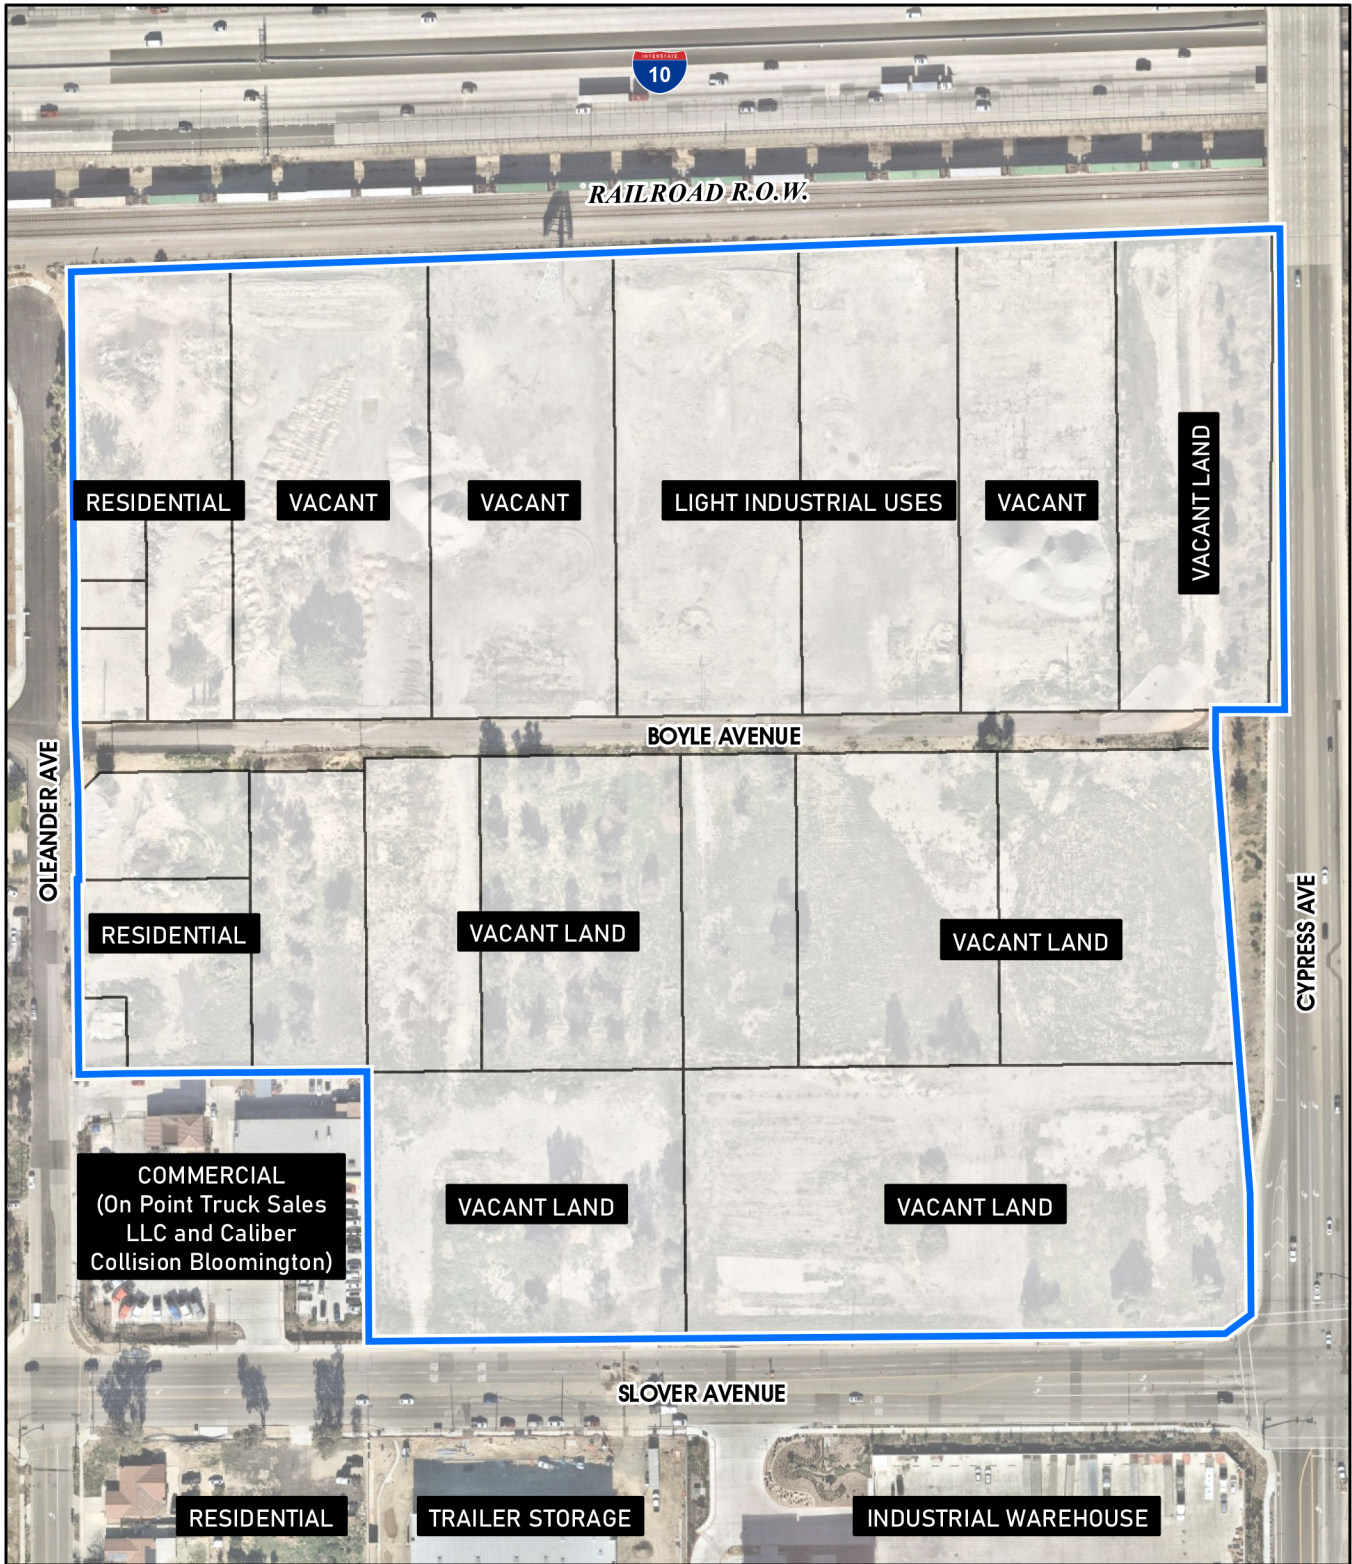 INTERSTATE
10
RAILROAD R.O.W.
VACANT LAND
RESIDENTIAL
VACANT
VACANT
LIGHT INDUSTRIAL USES
VACANT
BOYLE AVENUE
OLEANDER AVE
CYPRESS AVE
RESIDENTIAL
VACANT LAND
VACANT LAND
COMMERCIAL
(On Point Truck Sales
LLC and Caliber
Collision Bloomington)
VACANT LAND
VACANT LAND
SLOVER AVENUE
RESIDENTIAL
TRAILER STORAGE
INDUSTRIAL WAREHOUSE